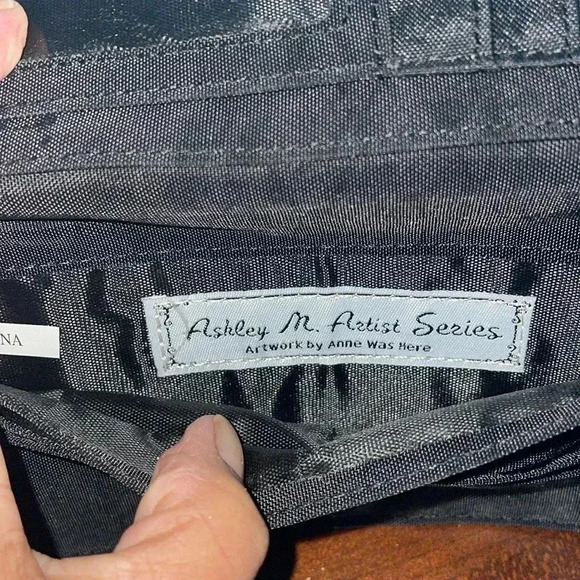 Ashley M. Artist Series
Artwork by Anne Was Here
NA